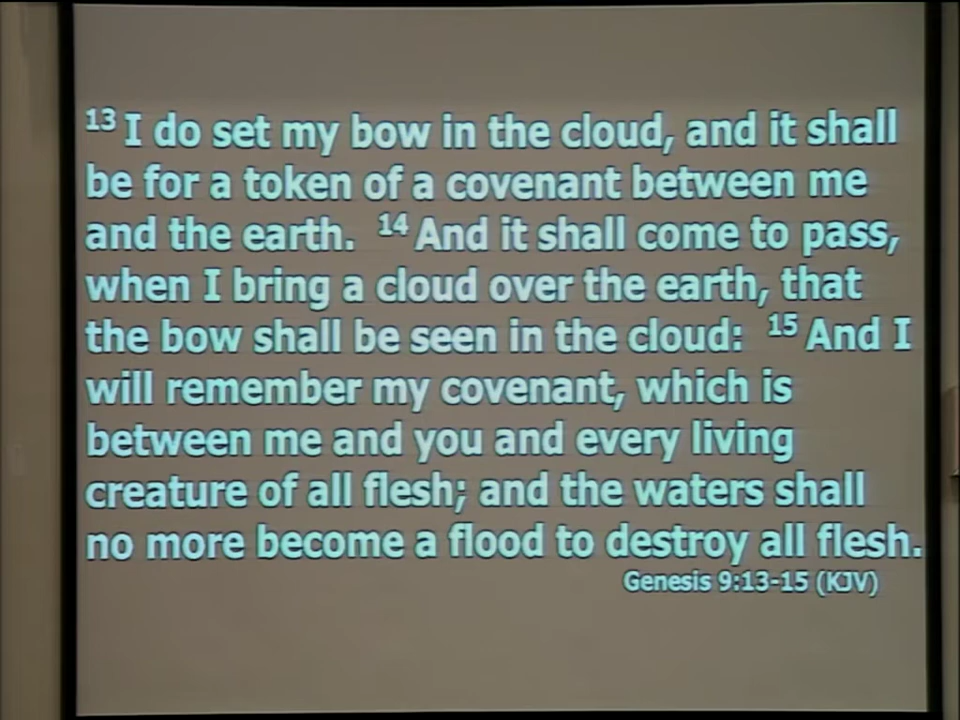 13 I do set my bow in the cloud, and it shall
be for a token of a covenant between me
and the earth. 14 And it shall come to pass,
when I bring a cloud over the earth, that
the bow shall be seen in the cloud: 15 And I
will remember my covenant, which is
between me and you and every living
creature of all flesh; and the waters shall
no more become a flood to destroy all flesh.
Genesis 9:13-15 (KJV)